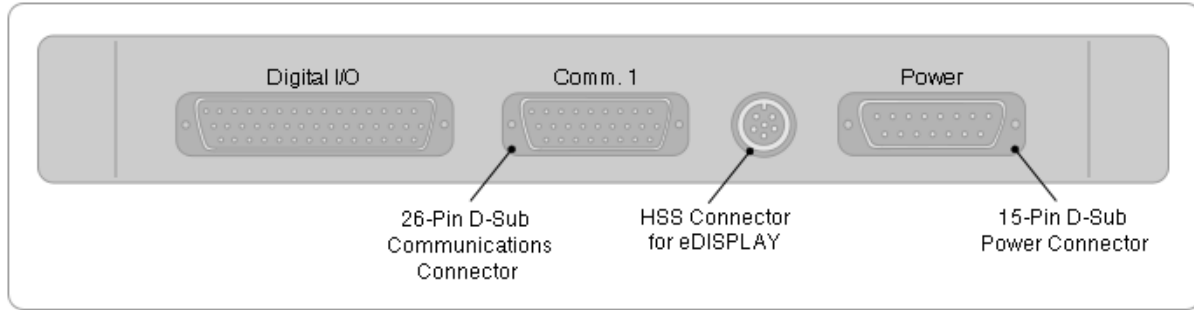 Digital I/O
Comm. 1
Power
26-Pin D-Sub
Communications
Connector
HSS Connector
for eDISPLAY
15-Pin D-Sub
Power Connector